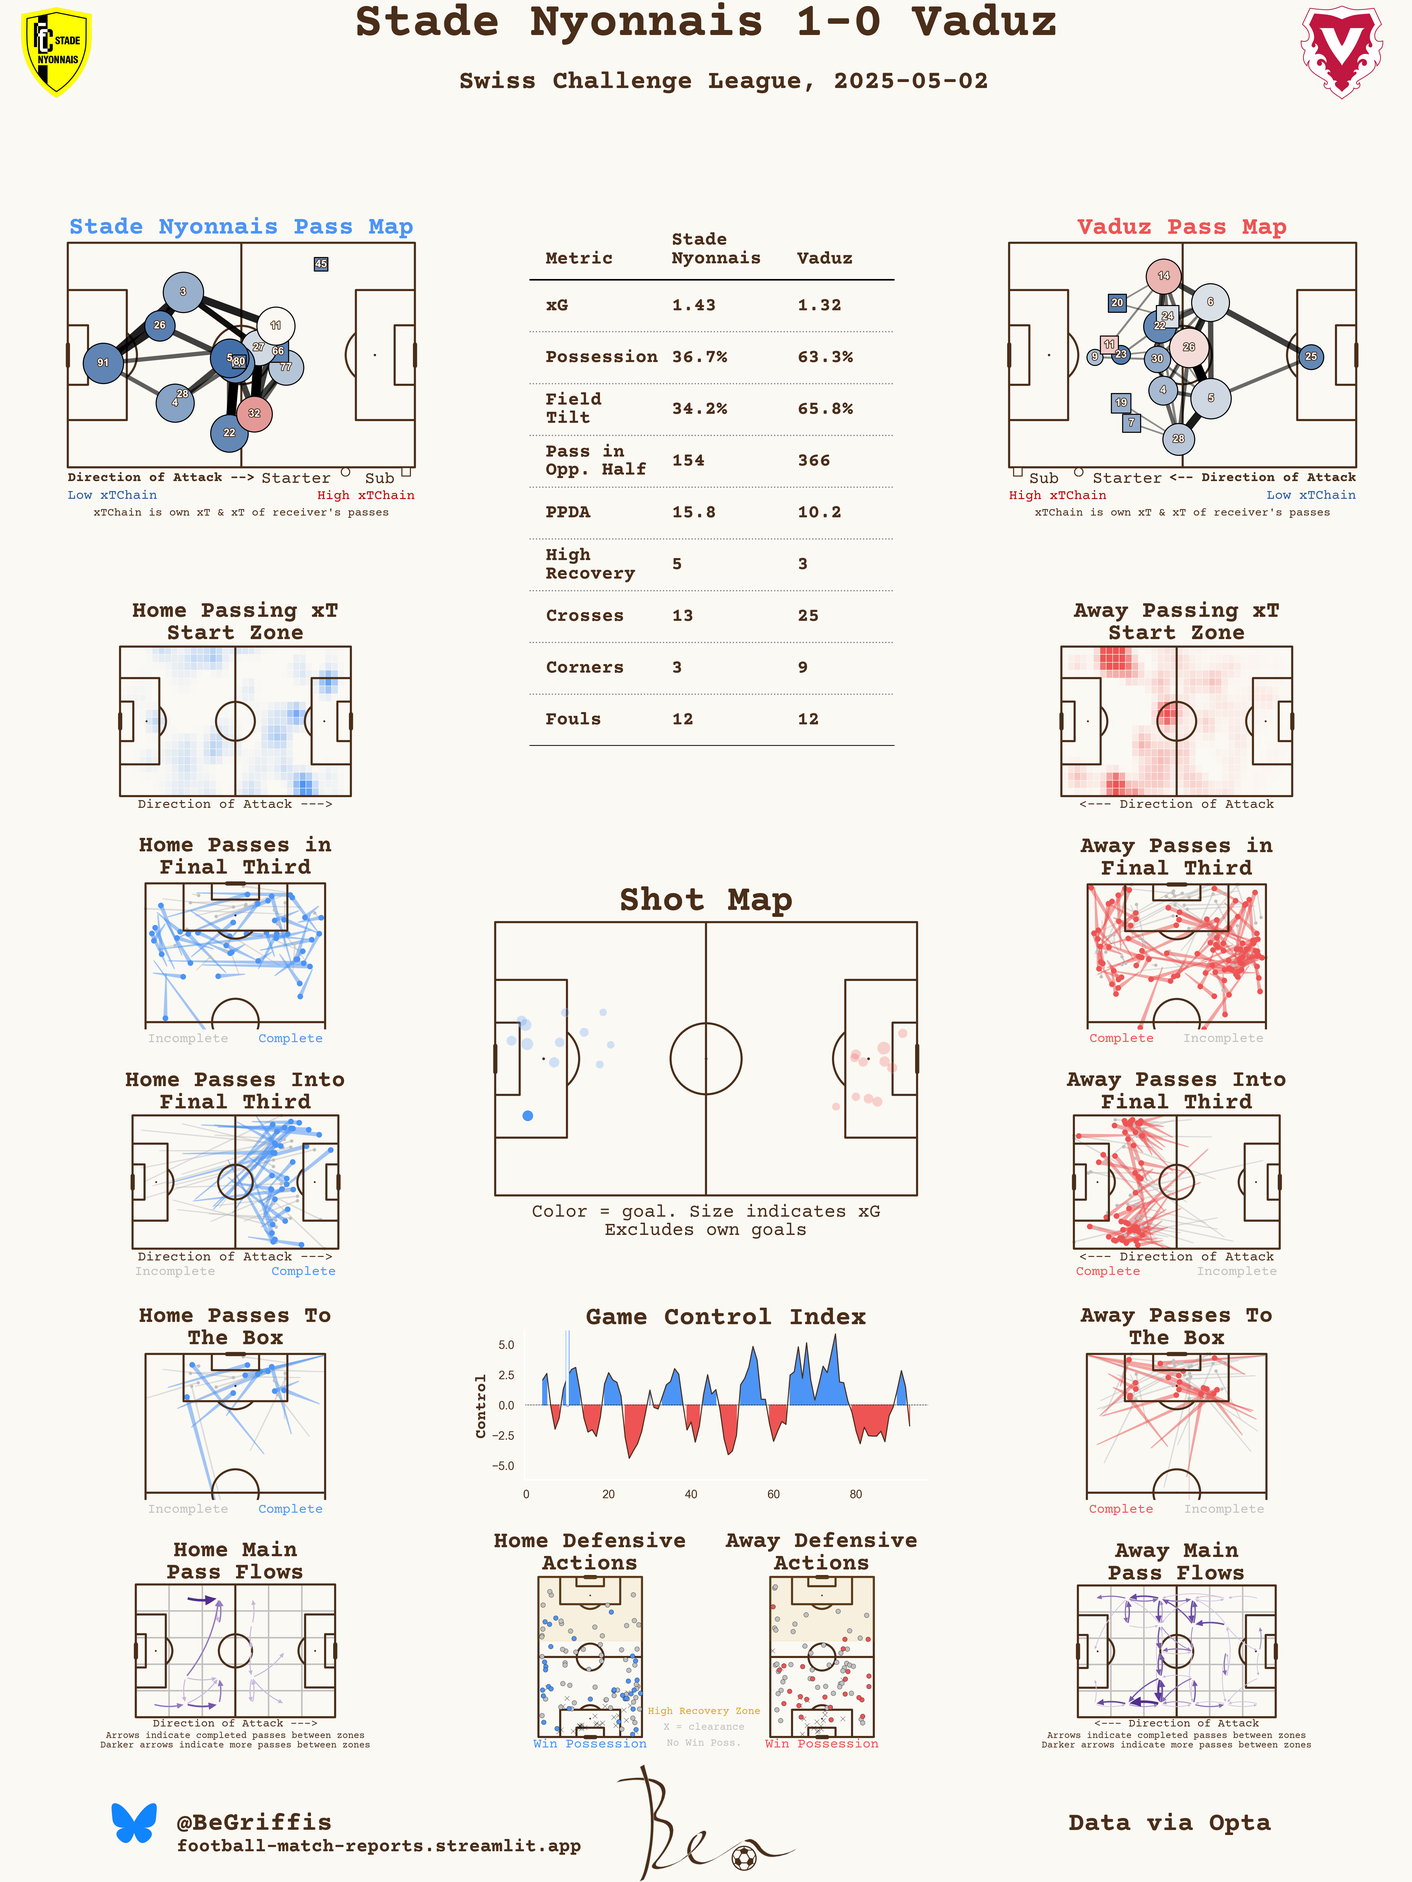 Stade Nyonnais 1-0 Vaduz
Swiss Challenge League, 2025-05-02
STADE
NYONNAIS
V
Stade Nyonnais Pass Map
45
3
11
26
27
66
91
5
80
77
28
4
32
22
Direction of Attack --> Starter Sub
Low xTChain High xTChain
xTChain is own xT & xT of receiver's passes
Metric Stade Nyonnais Vaduz
xG 1.43 1.32
Possession 36.7% 63.3%
Field Tilt 34.2% 65.8%
Pass in Opp. Half 154 366
PPDA 15.8 10.2
High Recovery 5 3
Crosses 13 25
Corners 3 9
Fouls 12 12
Vaduz Pass Map
14
20
6
24
22
11
26
9
23
30
25
4
19
5
7
28
Sub Starter <-- Direction of Attack
High xTChain Low xTChain
xTChain is own xT & xT of receiver's passes
Home Passing xT
Start Zone
Direction of Attack --->
Away Passing xT
Start Zone
<--- Direction of Attack
Home Passes in
Final Third
Incomplete Complete
Shot Map
Color = goal. Size indicates xG
Excludes own goals
Away Passes in
Final Third
Complete Incomplete
Home Passes Into
Final Third
Direction of Attack --->
Incomplete Complete
Away Passes Into
Final Third
<--- Direction of Attack
Complete Incomplete
Home Passes To
The Box
Incomplete Complete
Game Control Index
Control
5.0
2.5
0.0
−2.5
−5.0
0 20 40 60 80
Away Passes To
The Box
Complete Incomplete
Home Main
Pass Flows
Direction of Attack --->
Arrows indicate completed passes between zones
Darker arrows indicate more passes between zones
Home Defensive
Actions
Win Possession
High Recovery Zone
X = clearance
No Win Poss.
Away Defensive
Actions
Win Possession
Away Main
Pass Flows
<--- Direction of Attack
Arrows indicate completed passes between zones
Darker arrows indicate more passes between zones
@BeGriffis
football-match-reports.streamlit.app
Ben
Data via Opta